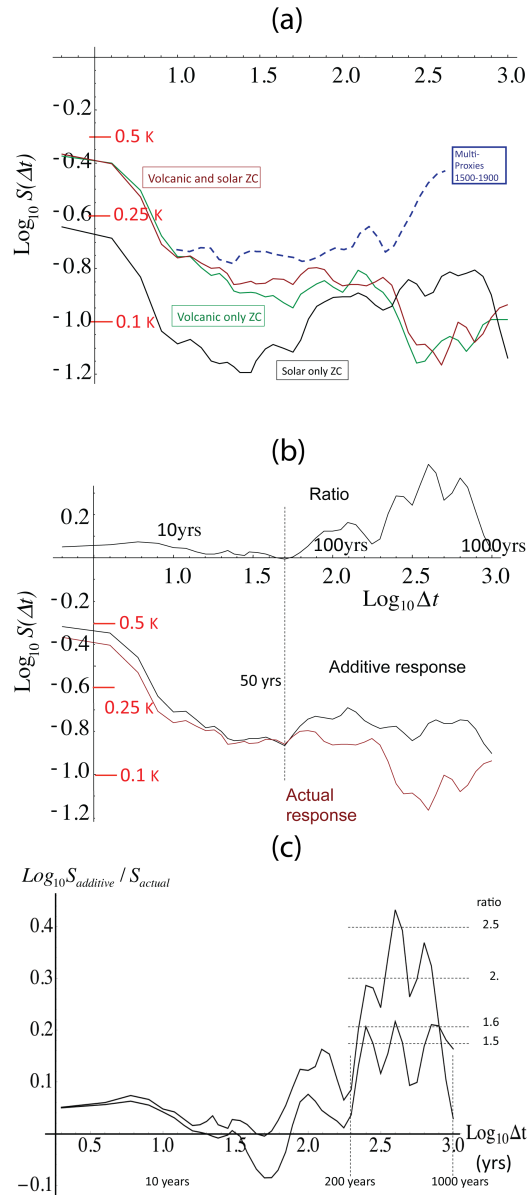 (a)
1.0 1.5 2.0 2.5 3.0
-0.2
0.5 K
-0.4
Volcanic and solar ZC
Multi-
Proxies
1500-1900
-0.6
0.25 K
Log10 S(Δt)
-0.8
Volcanic only ZC
-1.0
0.1 K
Solar only ZC
-1.2
(b)
Ratio
0.2
10yrs
100yrs
1000yrs
1.0 1.5 2.0 2.5 3.0
Log10 Δt
-0.2
0.5 K
-0.4
Log10 S(Δt)
50 yrs
Additive response
-0.6
0.25 K
-0.8
-1.0
0.1 K
Actual
response
-1.2
(c)
Log10 Sadditive / Sactual
ratio
0.4
2.5
0.3
2.
0.2
1.6
1.5
0.1
0.5 1.0 1.5 2.0 2.5 3.0
Log10Δt
(yrs)
-0.1
10 years
200 years
1000 years